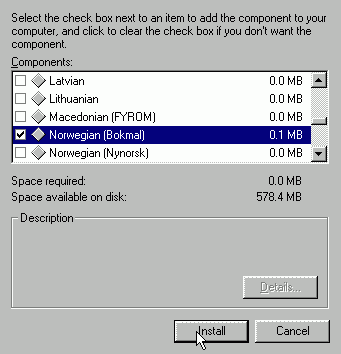 Select the check box next to an item to add the component to your
computer, and click to clear the check box if you don't want the
component.
Components:
Latvian 0.0 MB
Lithuanian 0.0 MB
Macedonian (FYROM) 0.0 MB
Norwegian (Bokmal) 0.1 MB
Norwegian (Nynorsk) 0.0 MB
Space required: 0.0 MB
Space available on disk: 578.4 MB
Description
Details...
Install Cancel